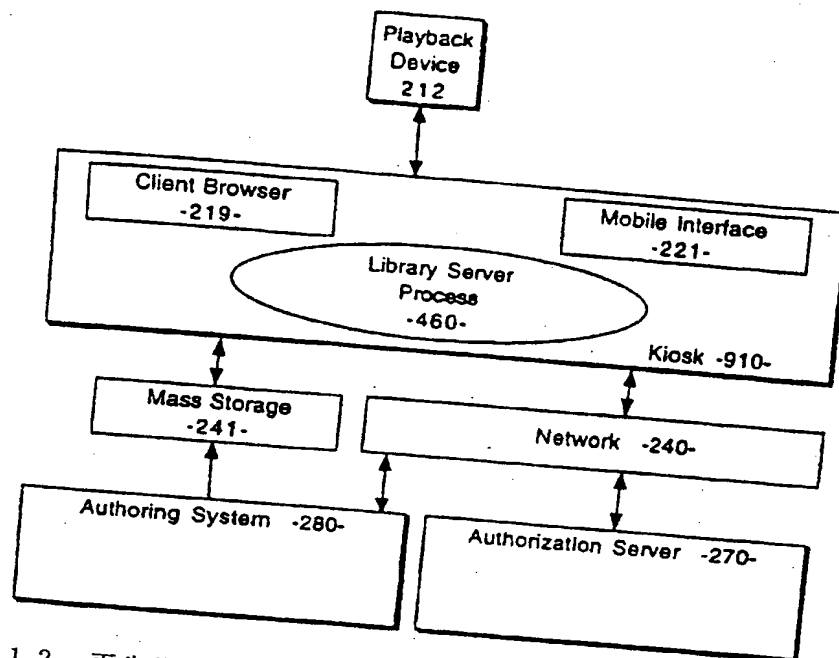 Playback
Device
212
Client Browser
-219-
Mobile Interface
-221-
Library Server
Process
-460-
Kiosk -910-
Mass Storage
-241-
Network -240-
Authoring System -280-
Authorization Server -270-